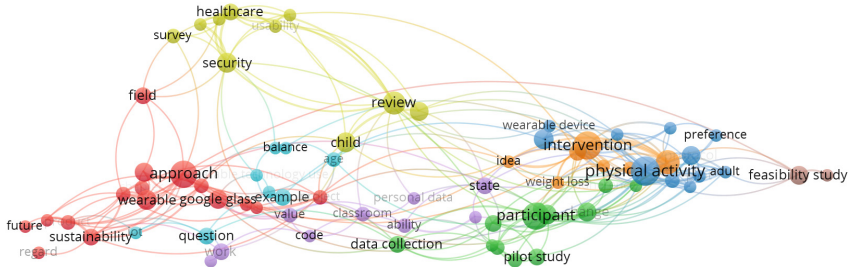 healthcare
usability
survey
security
field
review
wearable device
preference
child
balance
intervention
age
idea
approach
physical activity
adult
feasibility study
weight loss
state
wearable
google glass
example
personal data
value
classroom
participant
change
future
ability
sustainability
iot
question
code
data collection
regard
work
pilot study